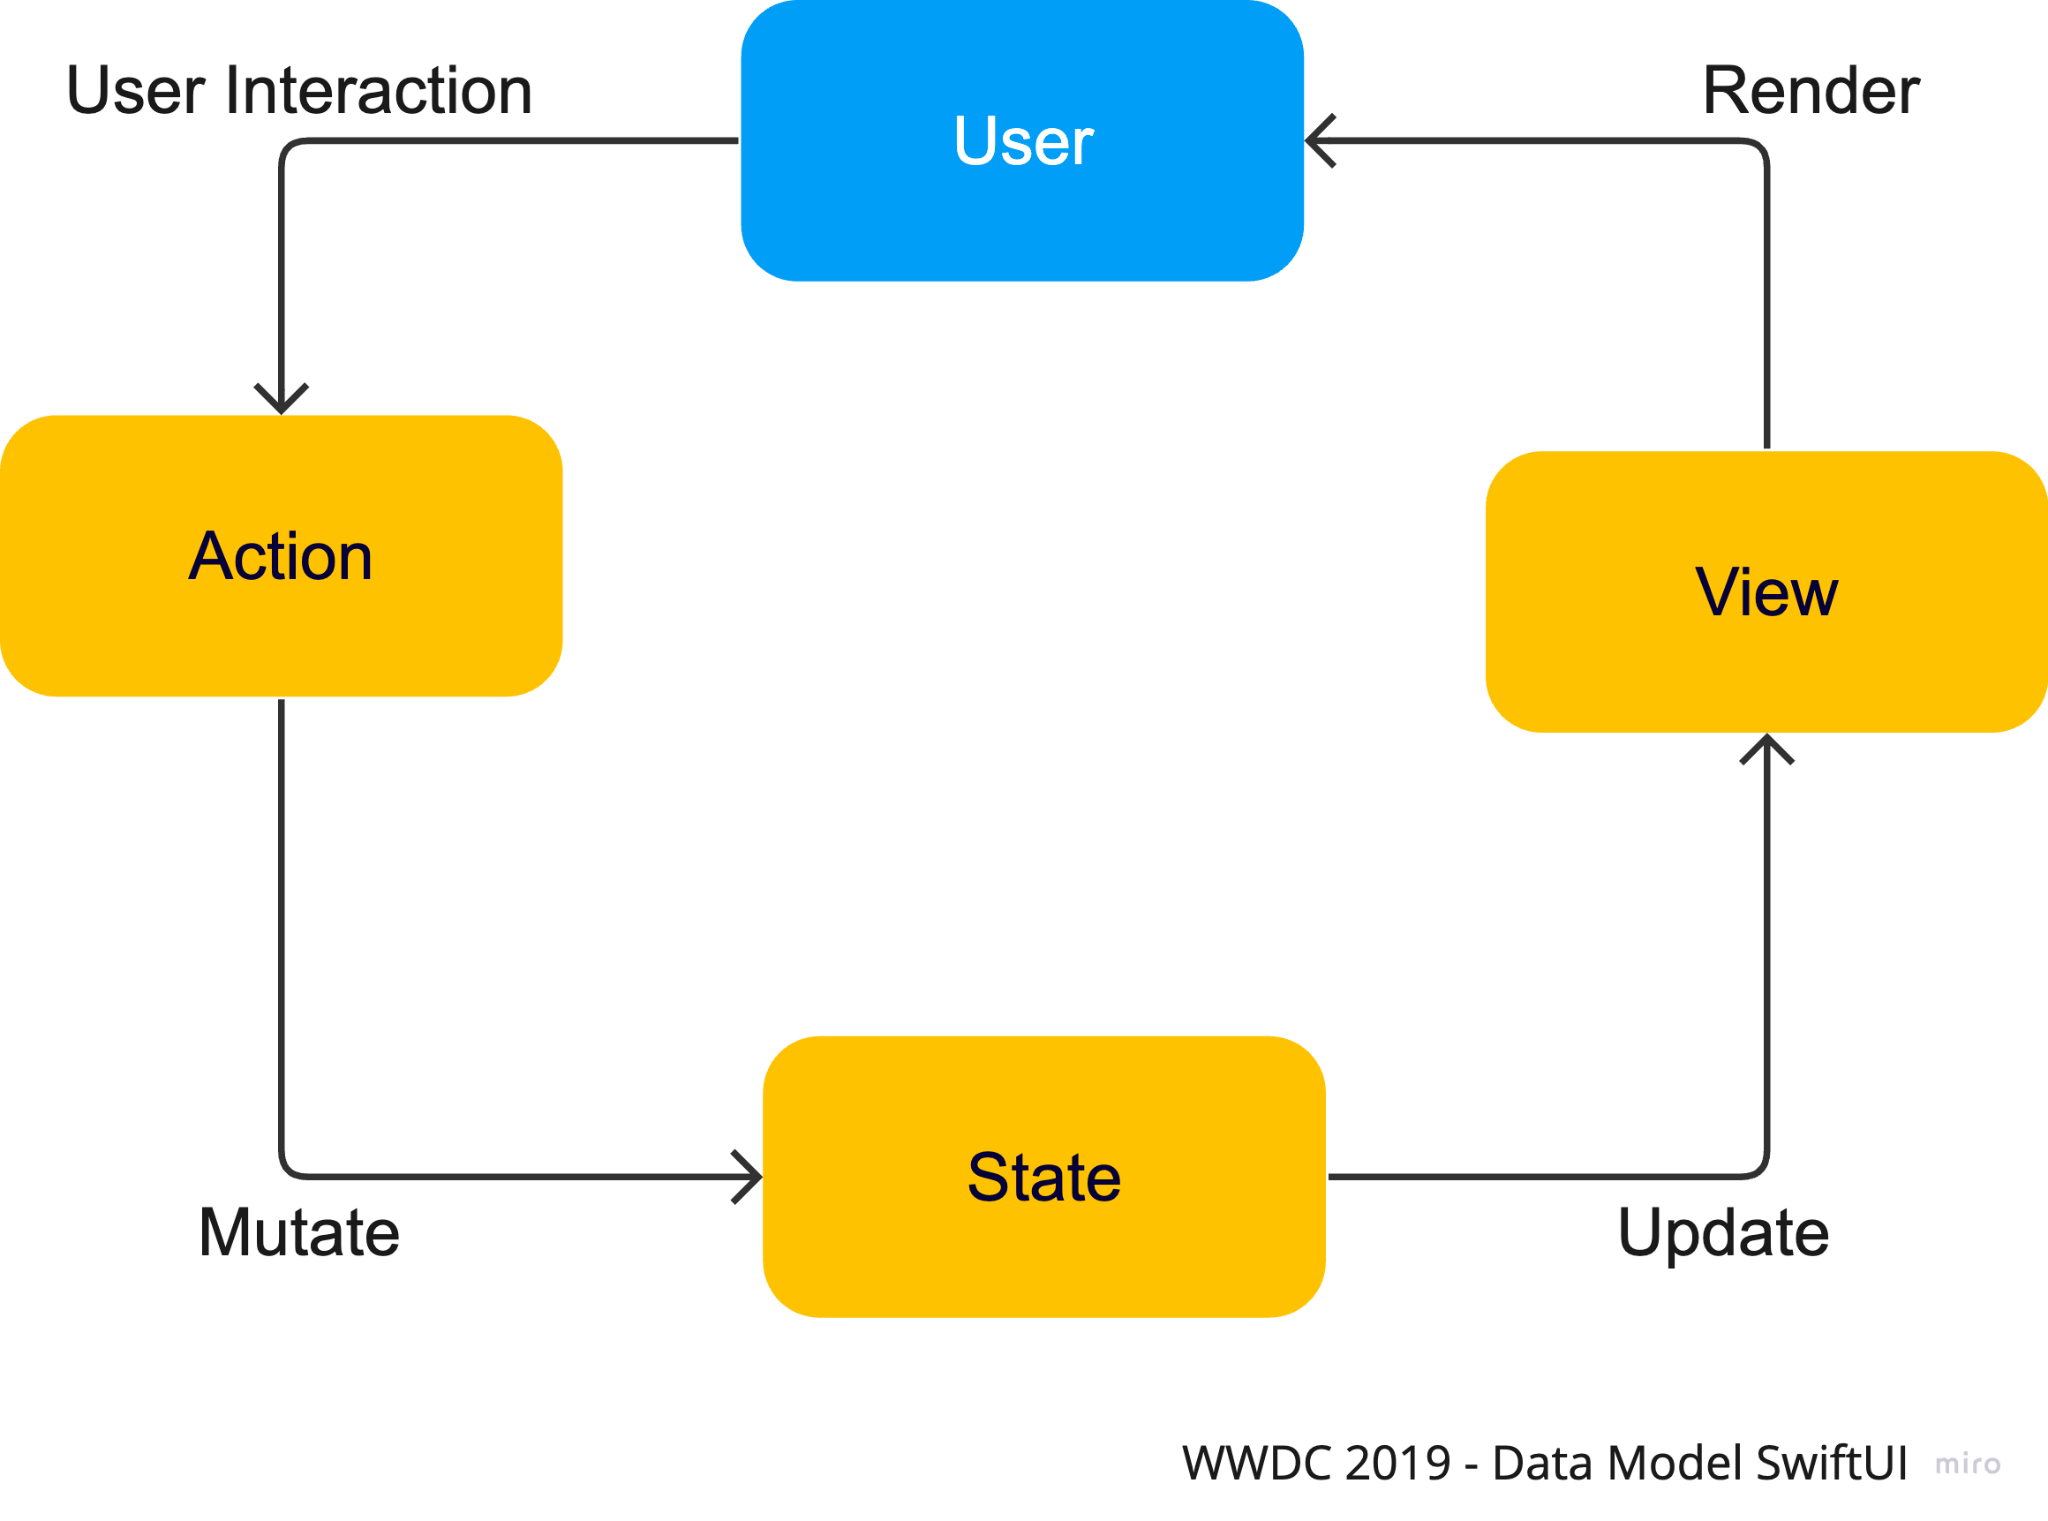 User Interaction
User
Render
Action
View
State
Mutate
Update
WWDC 2019 - Data Model SwiftUI
miro